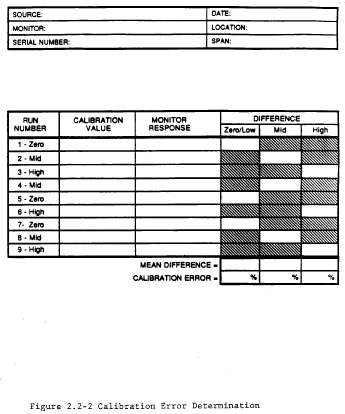 SOURCE: DATE:
MONITOR: LOCATION:
SERIAL NUMBER: SPAN:
RUN NUMBER CALIBRATION VALUE MONITOR RESPONSE DIFFERENCE
Zero/Low Mid High
1 - Zero
2 - Mid
3 - High
4 - Mid
5 - Zero
6 - High
7- Zero
8 - Mid
9 - High
MEAN DIFFERENCE =
CALIBRATION ERROR = % % %
Figure 2.2-2 Calibration Error Determination